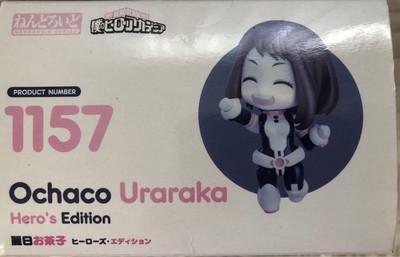 ねんどろいど
僕のヒーローアカデミア
PRODUCT NUMBER
1157
Ochaco Uraraka
Hero's Edition
麗日お茶子 ヒーローズ・エディション